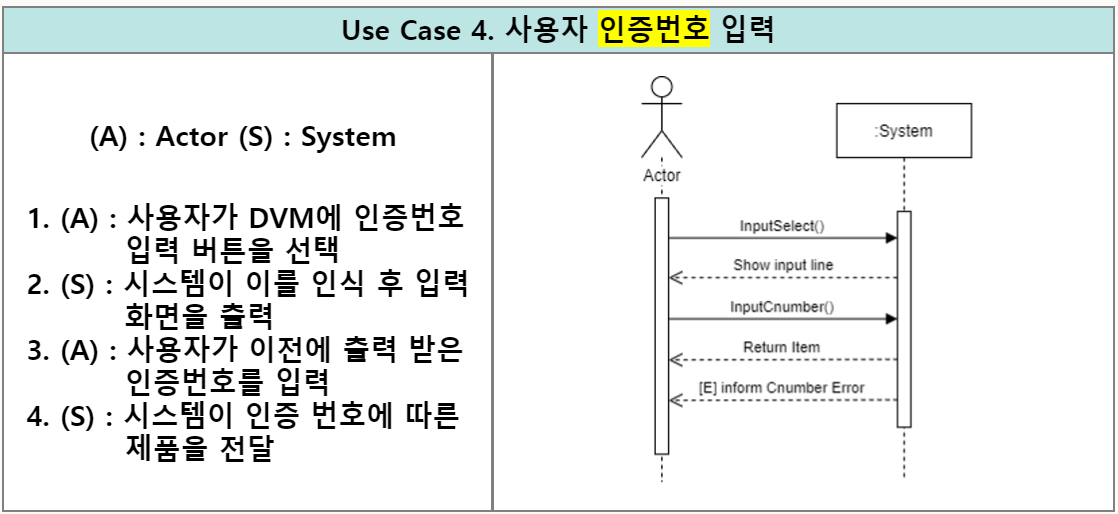 Use Case 4. 사용자 인증번호 입력
(A) : Actor (S) : System
1. (A) : 사용자가 DVM에 인증번호
입력 버튼을 선택
2. (S) : 시스템이 이를 인식 후 입력
화면을 출력
3. (A) : 사용자가 이전에 출력 받은
인증번호를 입력
4. (S) : 시스템이 인증 번호에 따른
제품을 전달
:System
Actor
InputSelect()
Show input line
InputCnumber()
Return Item
[E] inform Cnumber Error